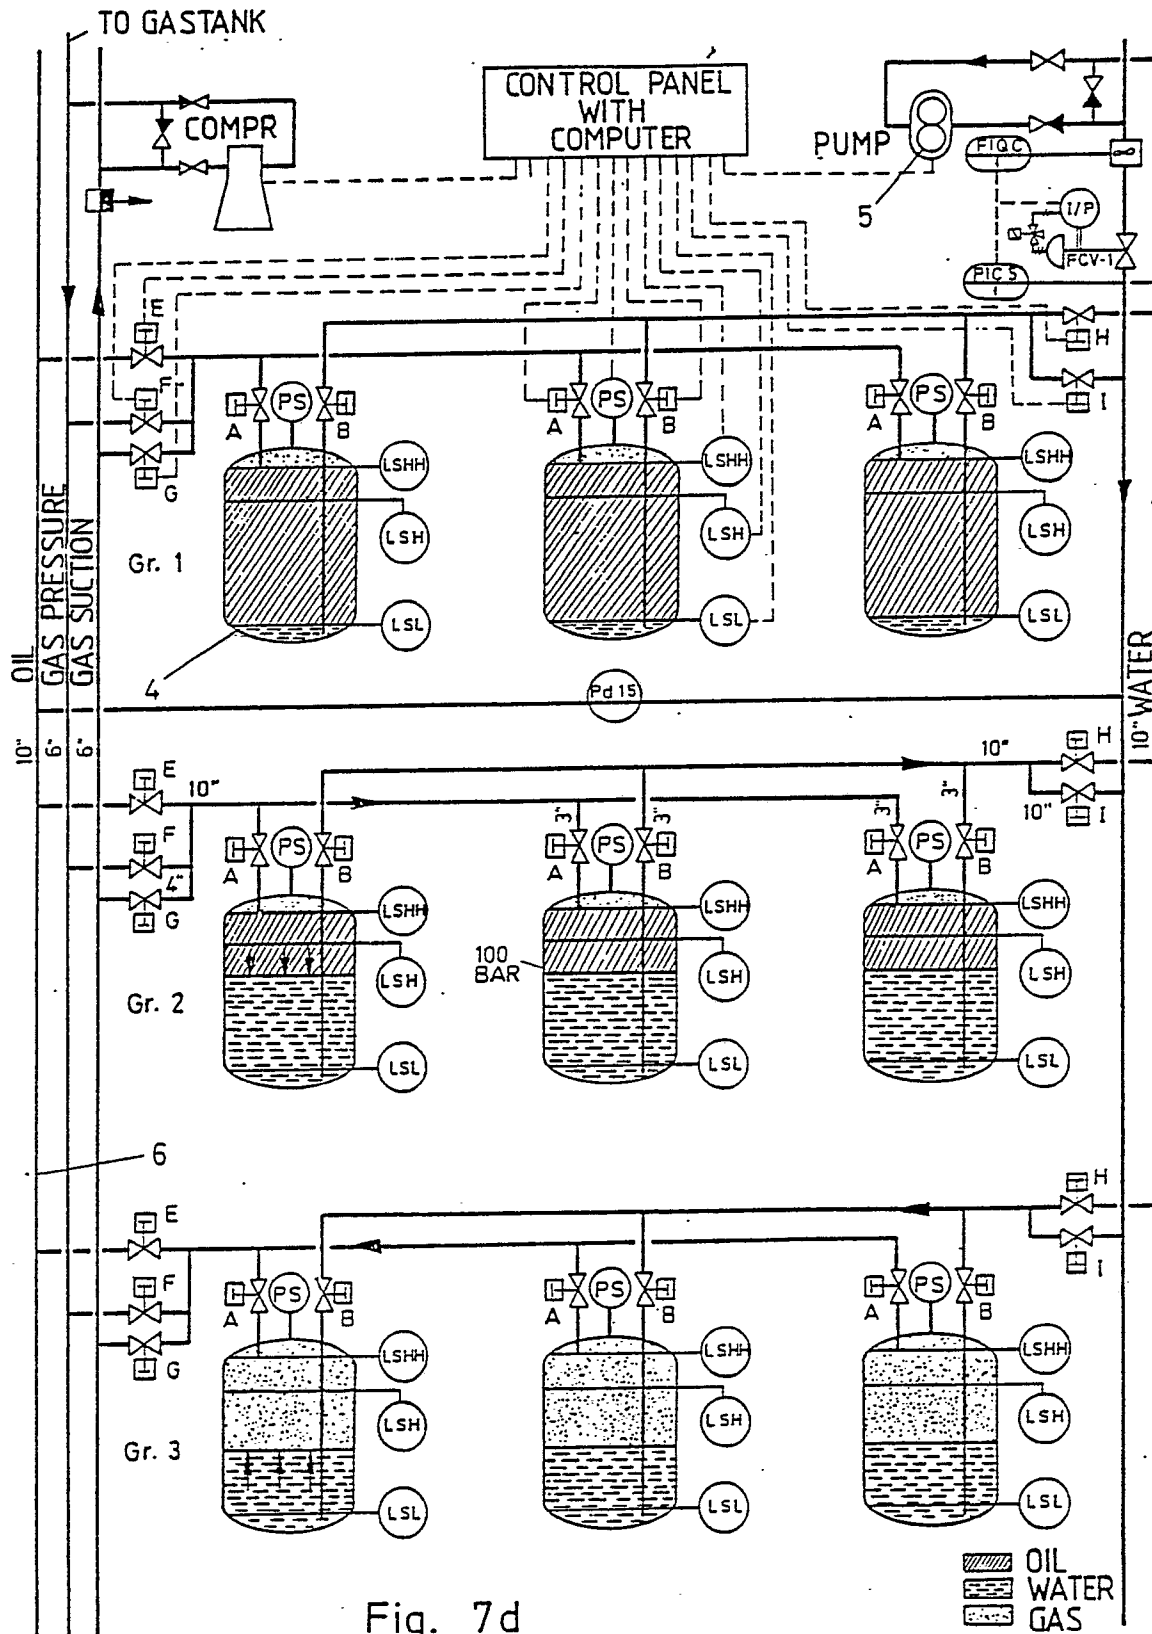 TO GASTANK
CONTROL PANEL
WITH
COMPUTER
COMPR
PUMP
5
FIQC
I/P
FCV-1
PICS
E
F
G
H
I
PS
PS
PS
A
B
A
B
A
B
LSHH
LSHH
LSHH
LSH
LSH
LSH
LSL
LSL
LSL
Gr. 1
4
OIL
GAS PRESSURE
GAS SUCTION
WATER
Pd 15
10"
6"
6"
10"
E
10"
F
4"
G
10"
H
10"
I
3"
3"
3"
3"
PS
PS
PS
A
B
A
B
A
B
LSHH
LSHH
LSHH
100
BAR
LSH
LSH
LSH
LSL
LSL
LSL
Gr. 2
6
E
F
G
H
I
PS
PS
PS
A
B
A
B
A
B
LSHH
LSHH
LSHH
LSH
LSH
LSH
LSL
LSL
LSL
Gr. 3
OIL
WATER
GAS
Fig. 7d